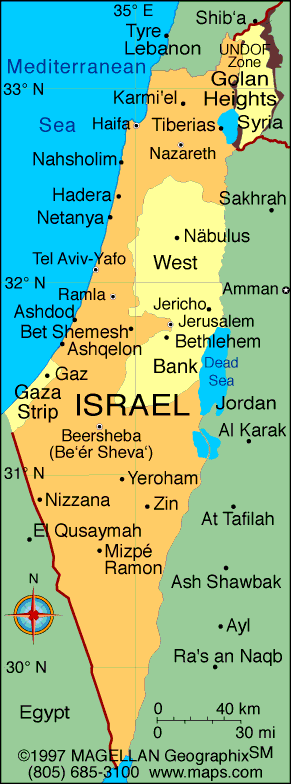 35° E
Shib‘a
Tyre
Lebanon
UNDOF
Zone
Mediterranean
Golan
33° N
Karmi'el
Heights
Sea
Haifa
Tiberias
Syria
Nazareth
Nahsholim
Hadera
Sakhrah
Netanya
Näbulus
West
Tel Aviv-Yafo
32° N
Amman
Ramla
Jericho
Ashdod
Jerusalem
Bet Shemesh
Bethlehem
Ashqelon
Dead
Sea
Bank
Gaz
Gaza
Strip
ISRAEL
Jordan
Beersheba
(Be'ér Sheva‘)
Al Karak
31° N
Yeroham
Nizzana
Zin
At Tafilah
El Qusaymah
Mizpé
Ramon
Ash Shawbak
N
Ayl
Ra's an Naqb
30° N
Egypt
0 40 km
0 30 mi
©1997 MAGELLAN GeographixSM
(805) 685-3100 www.maps.com